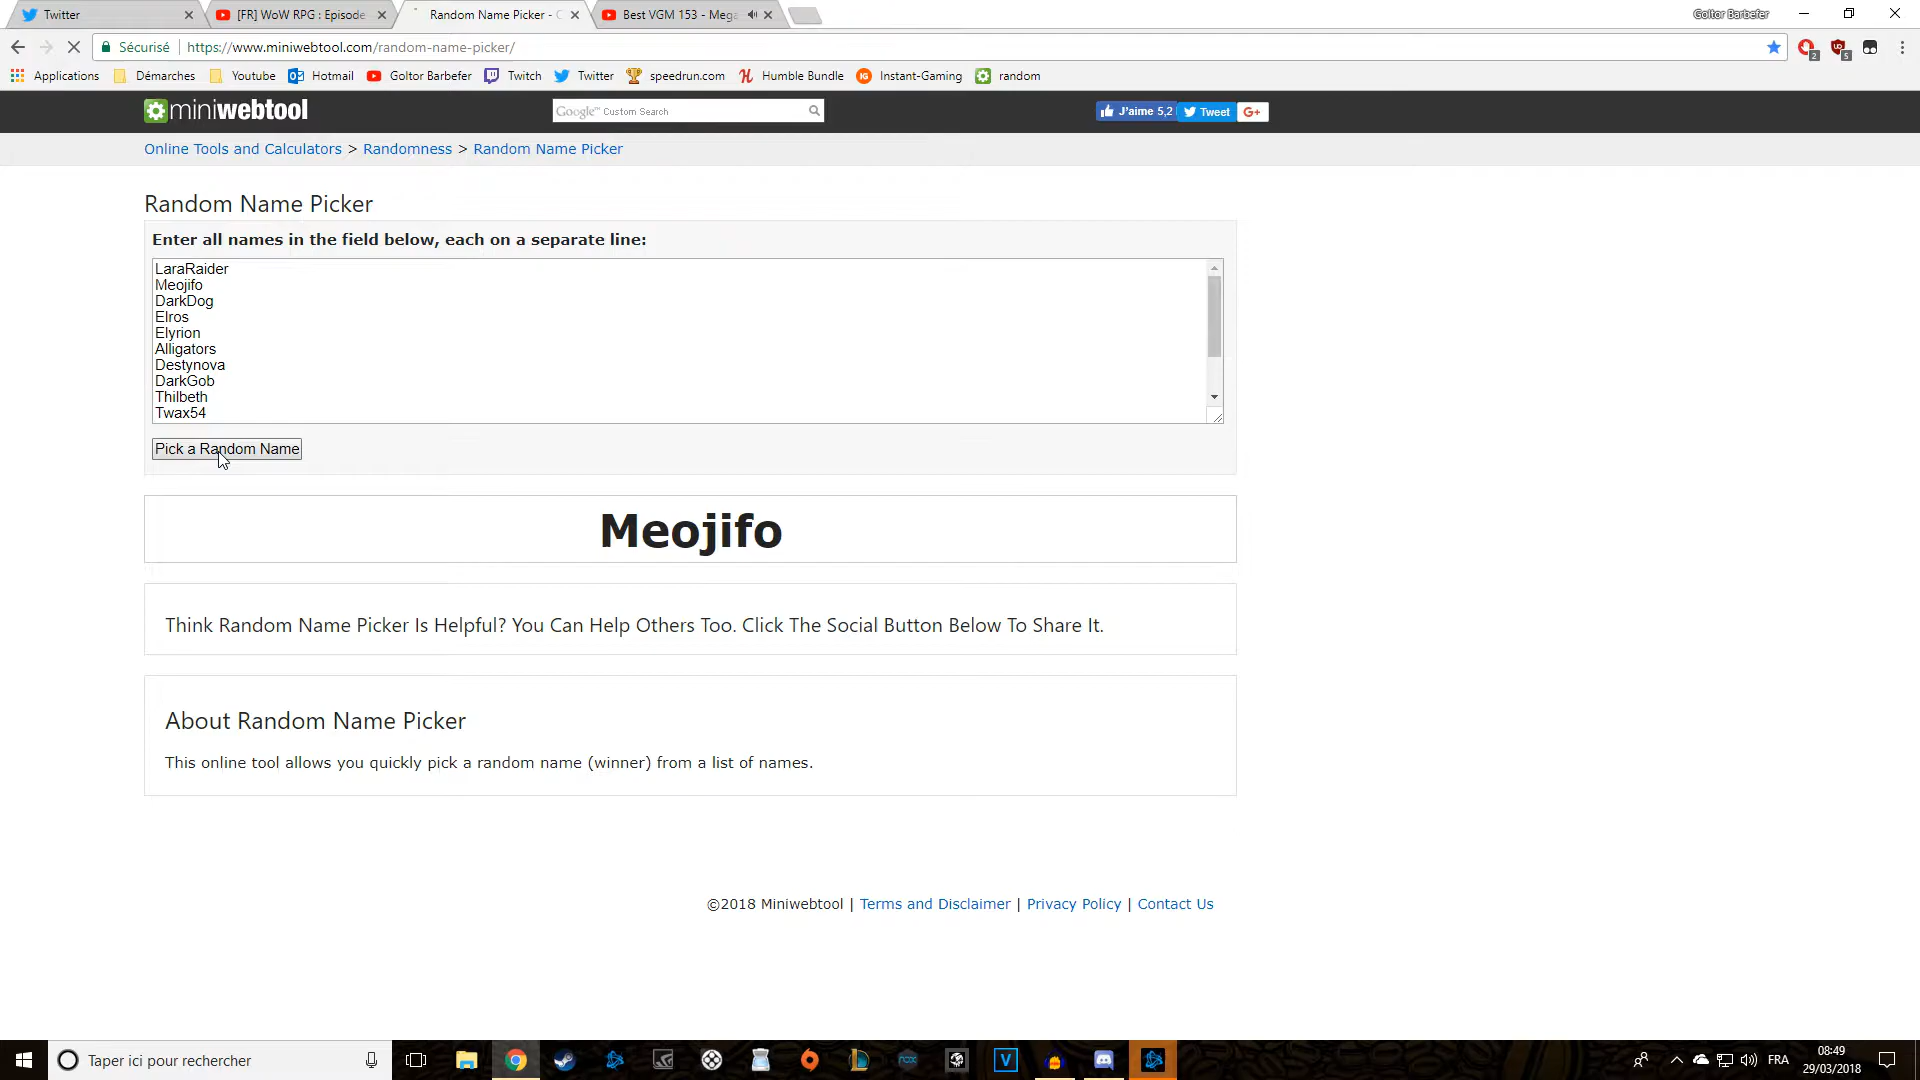 Twitter
[FR] WoW RPG : Episode
Random Name Picker - C
Best VGM 153 - Mega
Goltor Barbefer
Sécurisé
https://www.miniwebtool.com/random-name-picker/
2
5
Applications
Démarches
Youtube
Hotmail
Goltor Barbefer
Twitch
Twitter
speedrun.com
Humble Bundle
Instant-Gaming
random
miniwebtool
Google™ Custom Search
J'aime 5,2
Tweet
G+
Online Tools and Calculators > Randomness > Random Name Picker
Random Name Picker
Enter all names in the field below, each on a separate line:
LaraRaider
Meojifo
DarkDog
Elros
Elyrion
Alligators
Destynova
DarkGob
Thilbeth
Twax54
Pick a Random Name
Meojifo
Think Random Name Picker Is Helpful? You Can Help Others Too. Click The Social Button Below To Share It.
About Random Name Picker
This online tool allows you quickly pick a random name (winner) from a list of names.
©2018 Miniwebtool | Terms and Disclaimer | Privacy Policy | Contact Us
Taper ici pour rechercher
FRA
08:49
29/03/2018